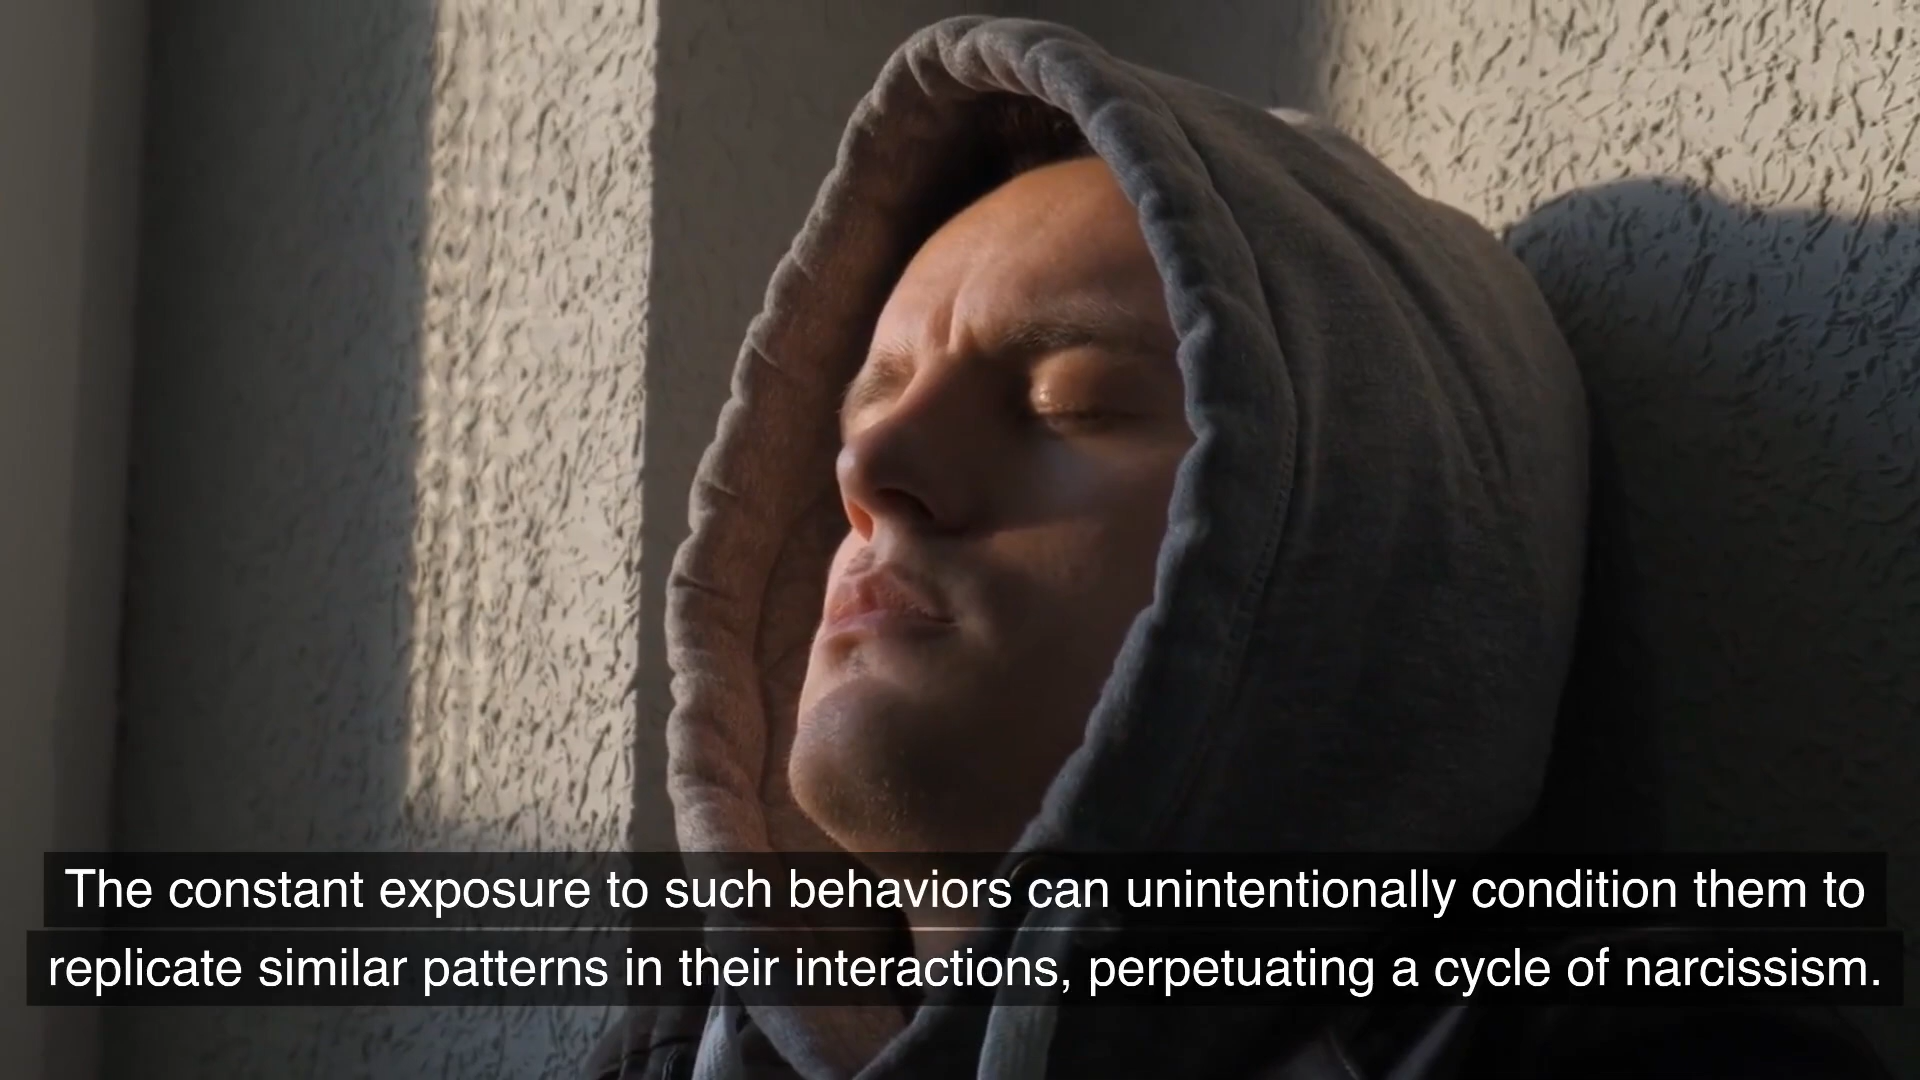 The constant exposure to such behaviors can unintentionally condition them to
replicate similar patterns in their interactions, perpetuating a cycle of narcissism.